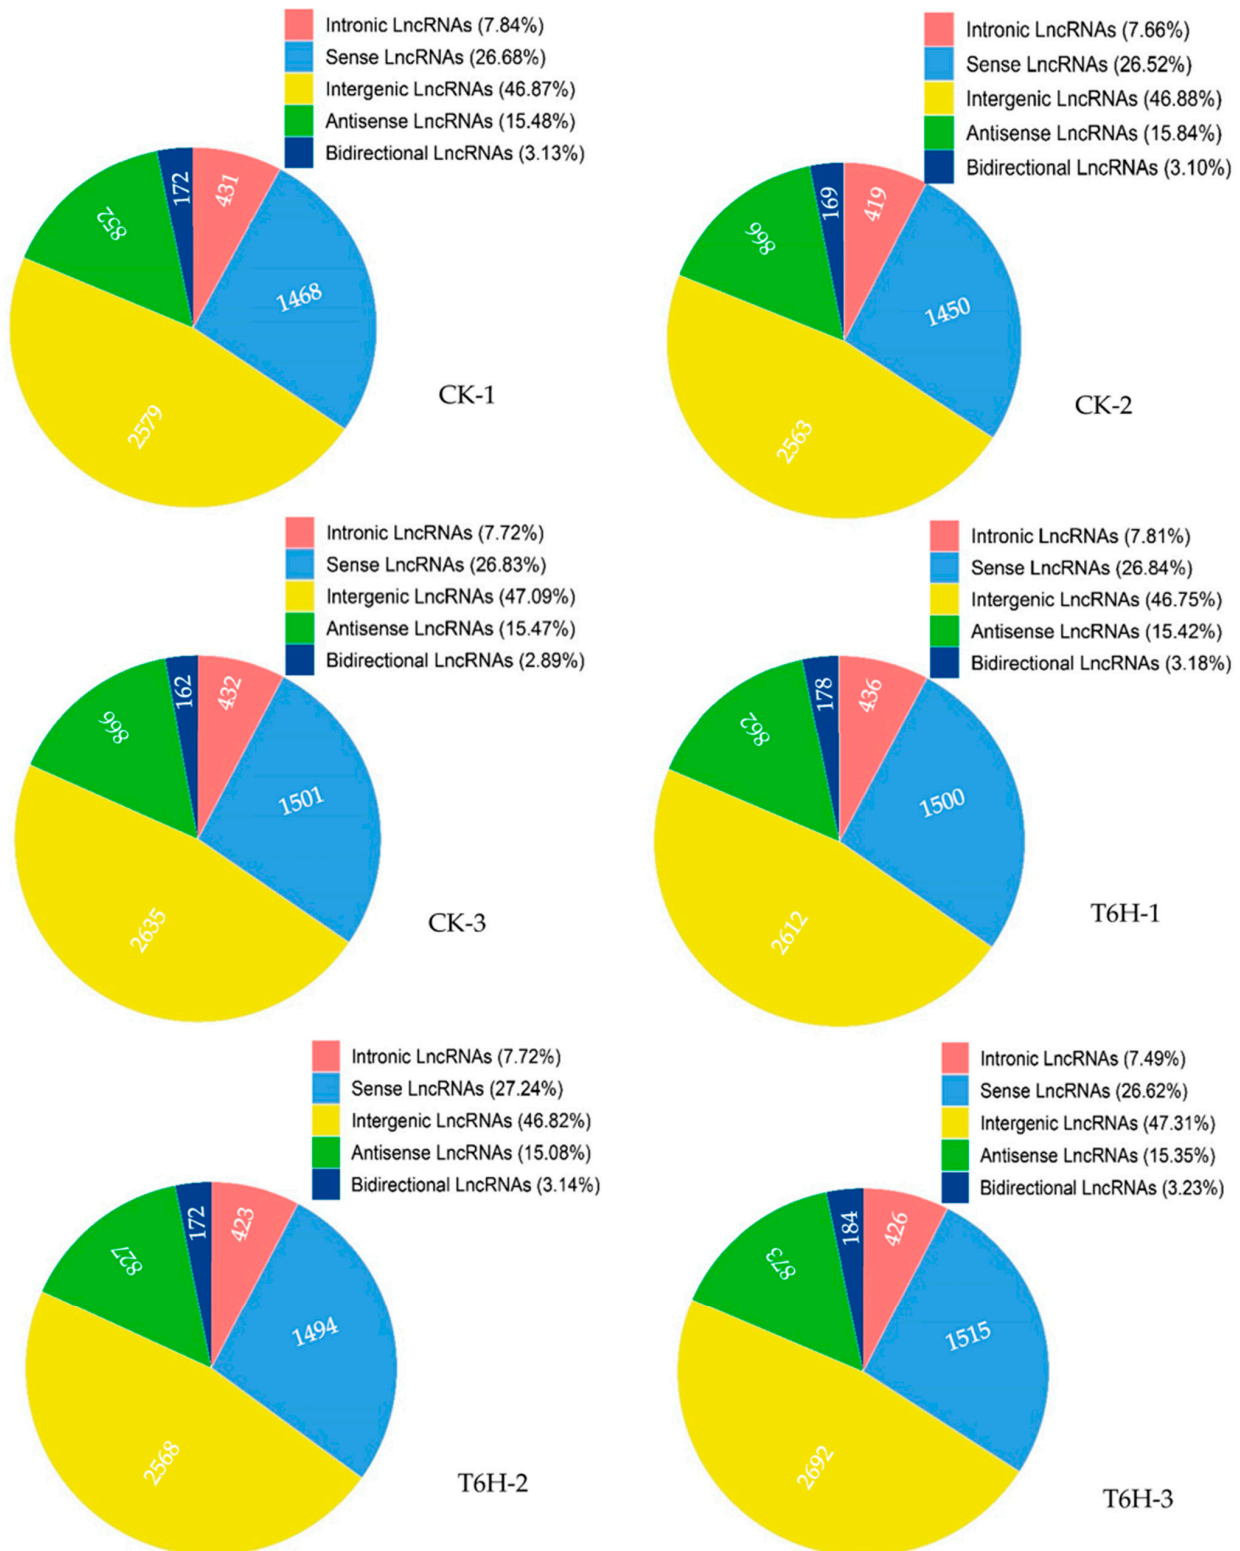 Intronic LncRNAs (7.84%)
Sense LncRNAs (26.68%)
Intergenic LncRNAs (46.87%)
Antisense LncRNAs (15.48%)
Bidirectional LncRNAs (3.13%)
172
431
852
1468
2579
CK-1
Intronic LncRNAs (7.66%)
Sense LncRNAs (26.52%)
Intergenic LncRNAs (46.88%)
Antisense LncRNAs (15.84%)
Bidirectional LncRNAs (3.10%)
169
419
866
1450
2563
CK-2
Intronic LncRNAs (7.72%)
Sense LncRNAs (26.83%)
Intergenic LncRNAs (47.09%)
Antisense LncRNAs (15.47%)
Bidirectional LncRNAs (2.89%)
162
432
866
1501
2635
CK-3
Intronic LncRNAs (7.81%)
Sense LncRNAs (26.84%)
Intergenic LncRNAs (46.75%)
Antisense LncRNAs (15.42%)
Bidirectional LncRNAs (3.18%)
178
436
862
1500
2612
T6H-1
Intronic LncRNAs (7.72%)
Sense LncRNAs (27.24%)
Intergenic LncRNAs (46.82%)
Antisense LncRNAs (15.08%)
Bidirectional LncRNAs (3.14%)
172
423
827
1494
2568
T6H-2
Intronic LncRNAs (7.49%)
Sense LncRNAs (26.62%)
Intergenic LncRNAs (47.31%)
Antisense LncRNAs (15.35%)
Bidirectional LncRNAs (3.23%)
184
426
873
1515
2692
T6H-3